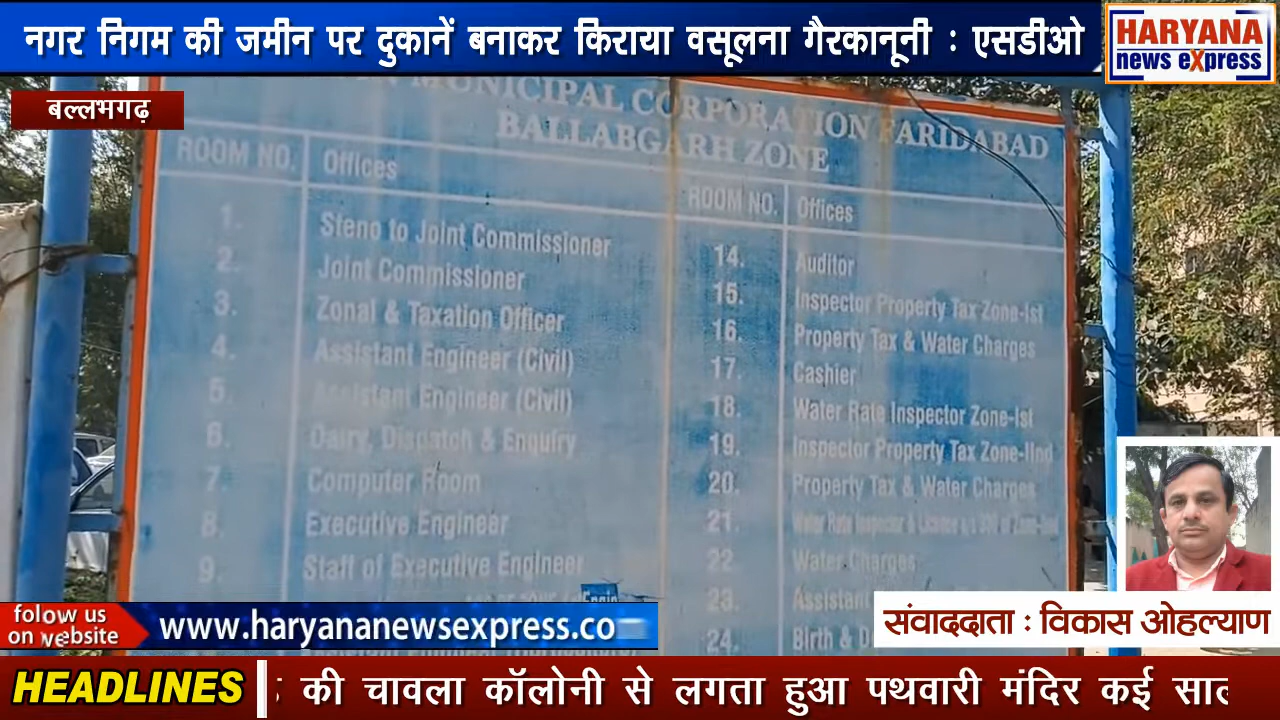 नगर निगम की जमीन पर दुकानें बनाकर किराया वसूलना गैरकानूनी : एसडीओ
HARYANA
news express
बल्लभगढ़
MUNICIPAL CORPORATION FARIDABAD
BALLABGARH ZONE
ROOM NO. Offices
1. Steno to Joint Commissioner
2. Joint Commissioner
3. Zonal & Taxation Officer
4. Assistant Engineer (Civil)
5. Assistant Engineer (Civil)
6. Dairy, Dispatch & Enquiry
7. Computer Room
8. Executive Engineer
9. Staff of Executive Engineer
ROOM NO. Offices
14. Auditor
15. Inspector Property Tax Zone-Ist
16. Property Tax & Water Charges
17. Cashier
18. Water Rate Inspector Zone-Ist
19. Inspector Property Tax Zone-IInd
20. Property Tax & Water Charges
21. Water Rate Inspector
22. Water Charges
23. Assistant
24. Birth &
संवाददाता : विकास ओहल्याण
folow us
on website
www.haryananewsexpress.co
HEADLINES
की चावला कॉलोनी से लगता हुआ पथवारी मंदिर कई